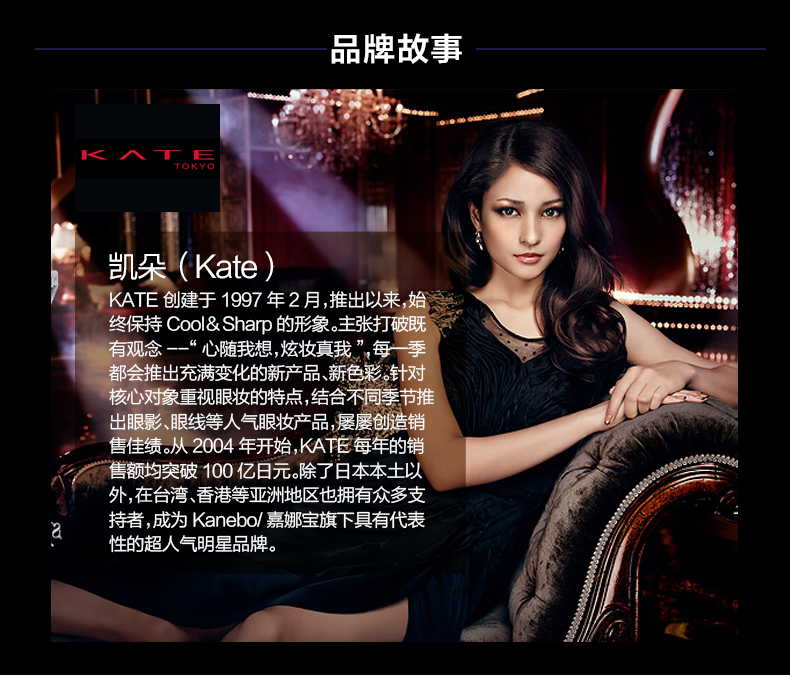 品牌故事
KATE
TOKYO
凯朵（Kate）
KATE 创建于 1997 年 2 月，推出以来，始
终保持 Cool＆Sharp 的形象。主张打破既
有观念 ——“ 心随我想，炫妆真我 ”，每一季
都会推出充满变化的新产品、新色彩。针对
核心对象重视眼妆的特点，结合不同季节推
出眼影、眼线等人气眼妆产品，屡屡创造销
售佳绩。从 2004 年开始，KATE 每年的销
售额均突破 100 亿日元。除了日本本土以
外，在台湾、香港等亚洲地区也拥有众多支
持者，成为 Kanebo/ 嘉娜宝旗下具有代表
性的超人气明星品牌。